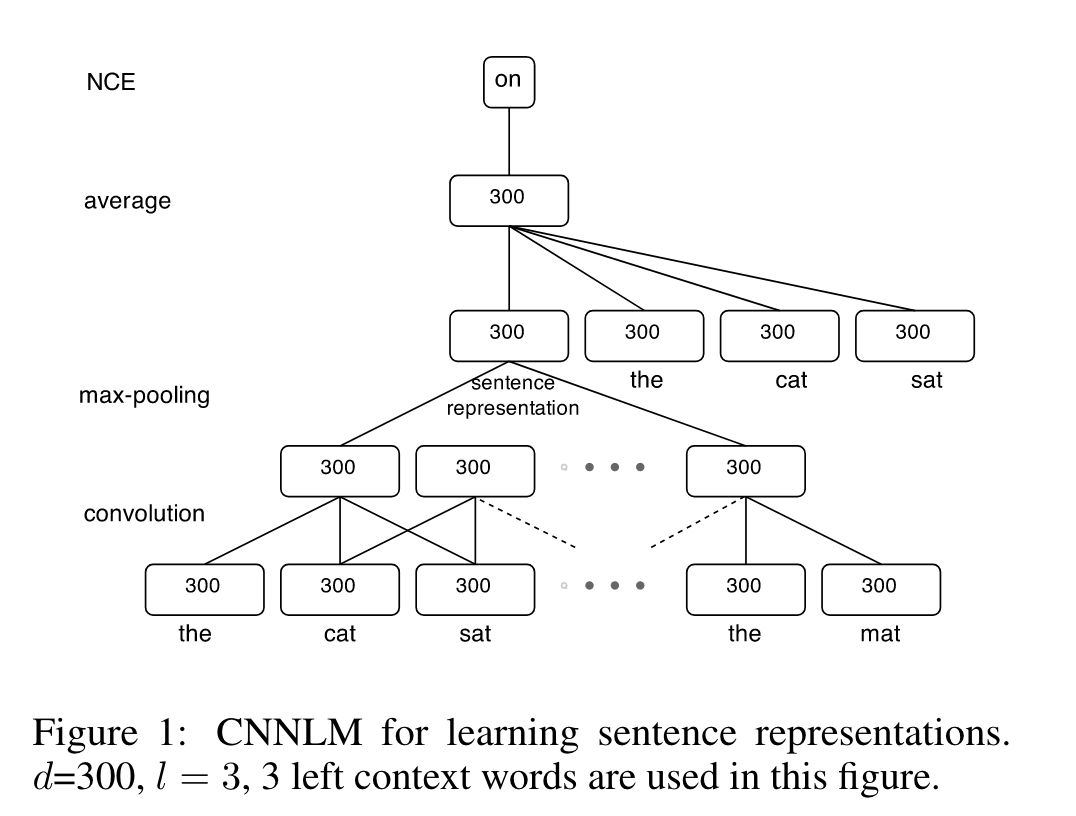 NCE
on
average
300
300 300 300 300
the cat sat
max-pooling
sentence
representation
300 300 300
convolution
300 300 300 300 300
the cat sat the mat
Figure 1: CNNLM for learning sentence representations.
d=300, l = 3, 3 left context words are used in this figure.